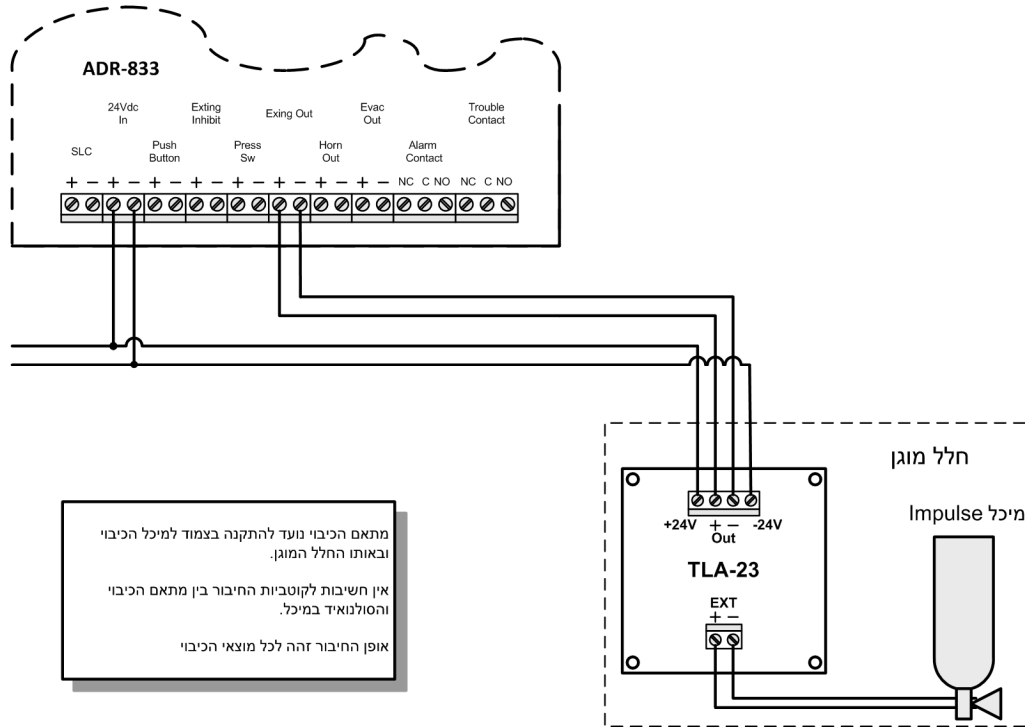 ADR-833
24Vdc Exting Exing Out Evac Trouble
In Inhibit Out Contact
SLC Push Press Horn Alarm
Button Sw Out Contact
+ − + − + − + − + − + − + − + − NC C NO NC C NO
חלל מוגן
מיכל Impulse
+24V + − -24V
Out
TLA-23
EXT
+ −
מתאם הכיבוי נועד להתקנה בצמוד למיכל הכיבוי
ובאותו החלל המוגן.
אין חשיבות לקוטביות החיבור בין מתאם הכיבוי
והסולנואיד במיכל.
אופן החיבור זהה לכל מוצאי הכיבוי